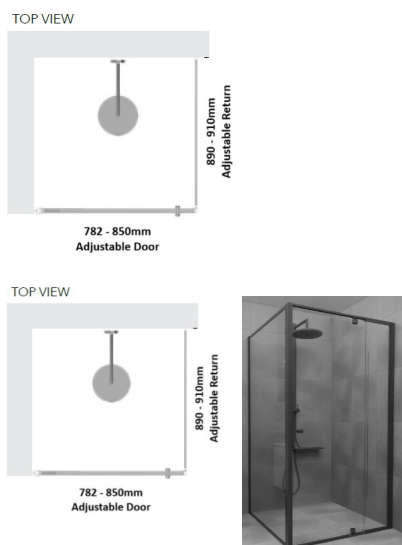 TOP VIEW
890 - 910mm
Adjustable Return
782 - 850mm
Adjustable Door
TOP VIEW
890 - 910mm
Adjustable Return
782 - 850mm
Adjustable Door